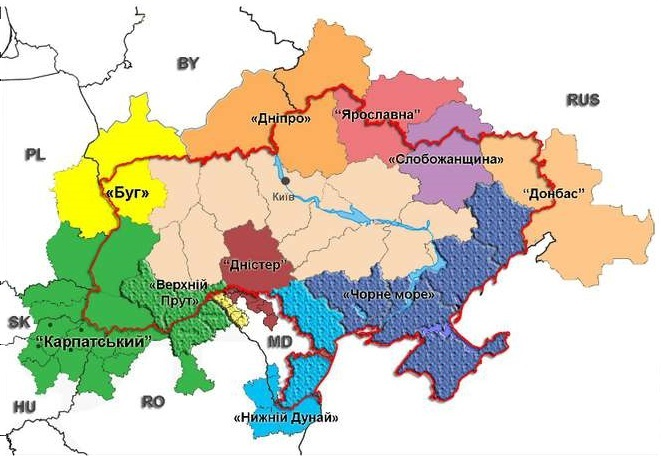 BY
RUS
«Дніпро»
“Ярославна”
PL
«Слобожанщина»
«Буг»
Київ
“Донбас”
“Дністер”
«Верхній
Прут»
«Чорне море»
SK
“Карпатський”
MD
HU
RO
«Нижній Дунай»